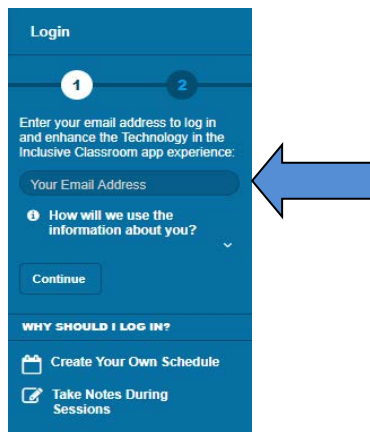 Login
1 2
Enter your email address to log in
and enhance the Technology in the
Inclusive Classroom app experience:
Your Email Address
How will we use the
information about you?
Continue
WHY SHOULD I LOG IN?
Create Your Own Schedule
Take Notes During
Sessions